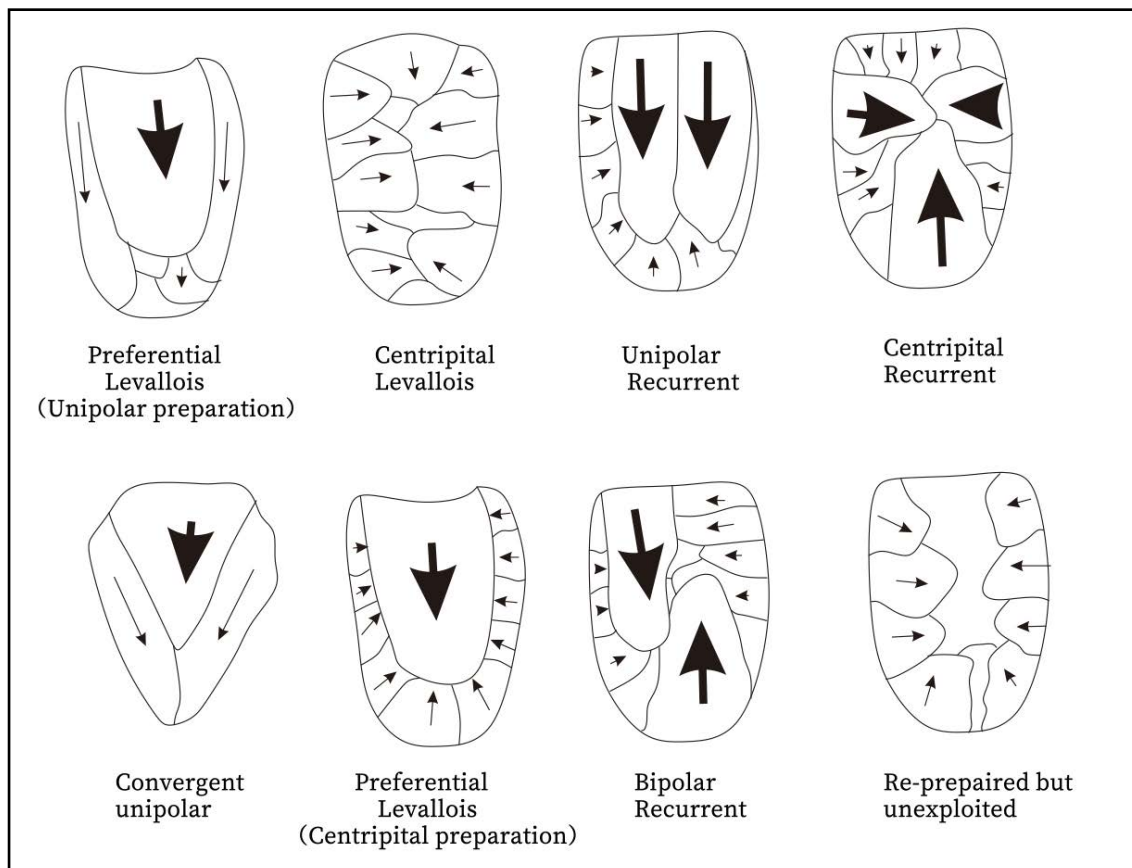 Preferential
Levallois
(Unipolar preparation)
Centripital
Levallois
Unipolar
Recurrent
Centripital
Recurrent
Convergent
unipolar
Preferential
Levallois
(Centripital preparation)
Bipolar
Recurrent
Re-prepaired but
unexploited